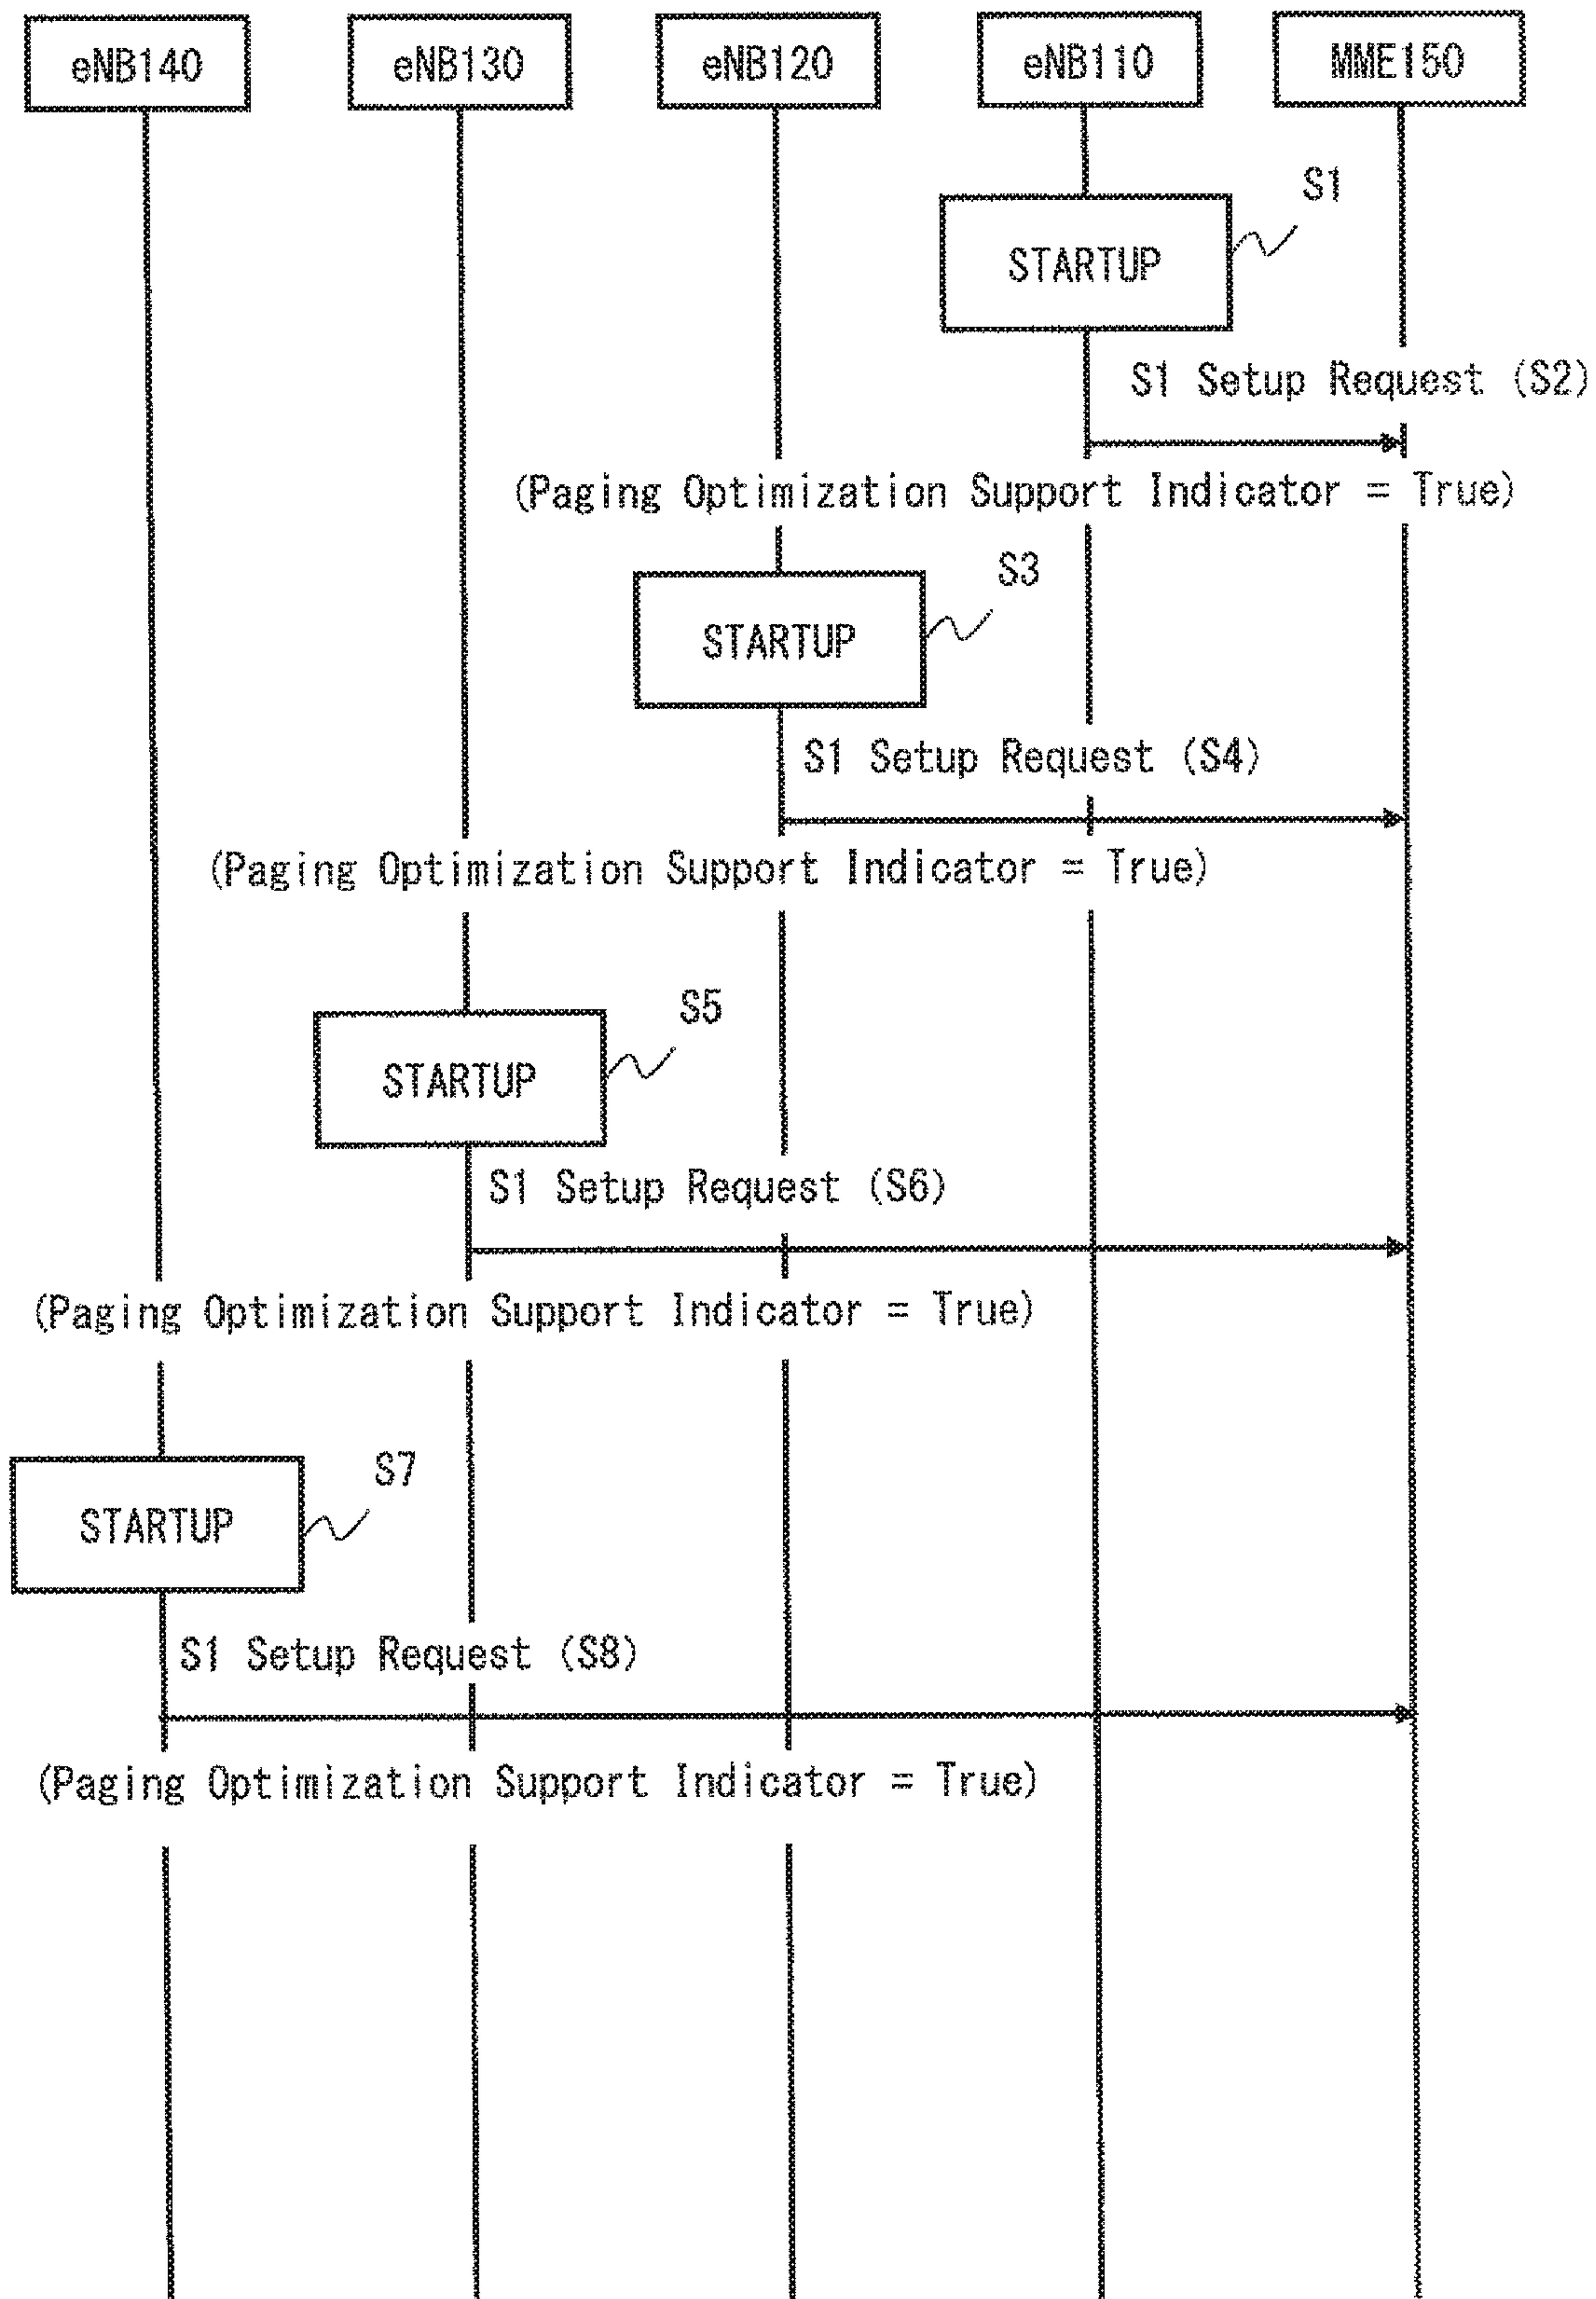 eNB140 eNB130 eNB120 eNB110 MME150
S1
STARTUP
S1 Setup Request (S2)
(Paging Optimization Support Indicator = True)
S3
STARTUP
S1 Setup Request (S4)
(Paging Optimization Support Indicator = True)
S5
STARTUP
S1 Setup Request (S6)
(Paging Optimization Support Indicator = True)
S7
STARTUP
S1 Setup Request (S8)
(Paging Optimization Support Indicator = True)